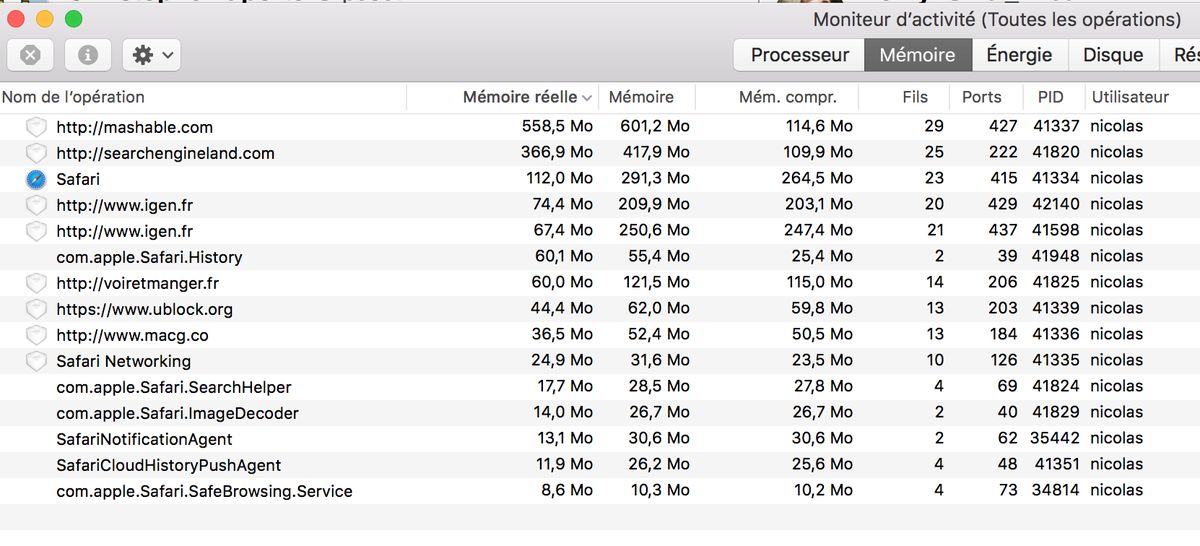 Moniteur d’activité (Toutes les opérations)
Processeur Mémoire Énergie Disque
Nom de l’opération Mémoire réelle Mémoire Mém. compr. Fils Ports PID Utilisateur
http://mashable.com 558,5 Mo 601,2 Mo 114,6 Mo 29 427 41337 nicolas
http://searchengineland.com 366,9 Mo 417,9 Mo 109,9 Mo 25 222 41820 nicolas
Safari 112,0 Mo 291,3 Mo 264,5 Mo 23 415 41334 nicolas
http://www.igen.fr 74,4 Mo 209,9 Mo 203,1 Mo 20 429 42140 nicolas
http://www.igen.fr 67,4 Mo 250,6 Mo 247,4 Mo 21 437 41598 nicolas
com.apple.Safari.History 60,1 Mo 55,4 Mo 25,4 Mo 2 39 41948 nicolas
http://voiretmanger.fr 60,0 Mo 121,5 Mo 115,0 Mo 14 206 41825 nicolas
https://www.ublock.org 44,4 Mo 62,0 Mo 59,8 Mo 13 203 41339 nicolas
http://www.macg.co 36,5 Mo 52,4 Mo 50,5 Mo 13 184 41336 nicolas
Safari Networking 24,9 Mo 31,6 Mo 23,5 Mo 10 126 41335 nicolas
com.apple.Safari.SearchHelper 17,7 Mo 28,5 Mo 27,8 Mo 4 69 41824 nicolas
com.apple.Safari.ImageDecoder 14,0 Mo 26,7 Mo 26,7 Mo 2 40 41829 nicolas
SafariNotificationAgent 13,1 Mo 30,6 Mo 30,6 Mo 2 62 35442 nicolas
SafariCloudHistoryPushAgent 11,9 Mo 26,2 Mo 25,6 Mo 4 48 41351 nicolas
com.apple.Safari.SafeBrowsing.Service 8,6 Mo 10,3 Mo 10,2 Mo 4 73 34814 nicolas